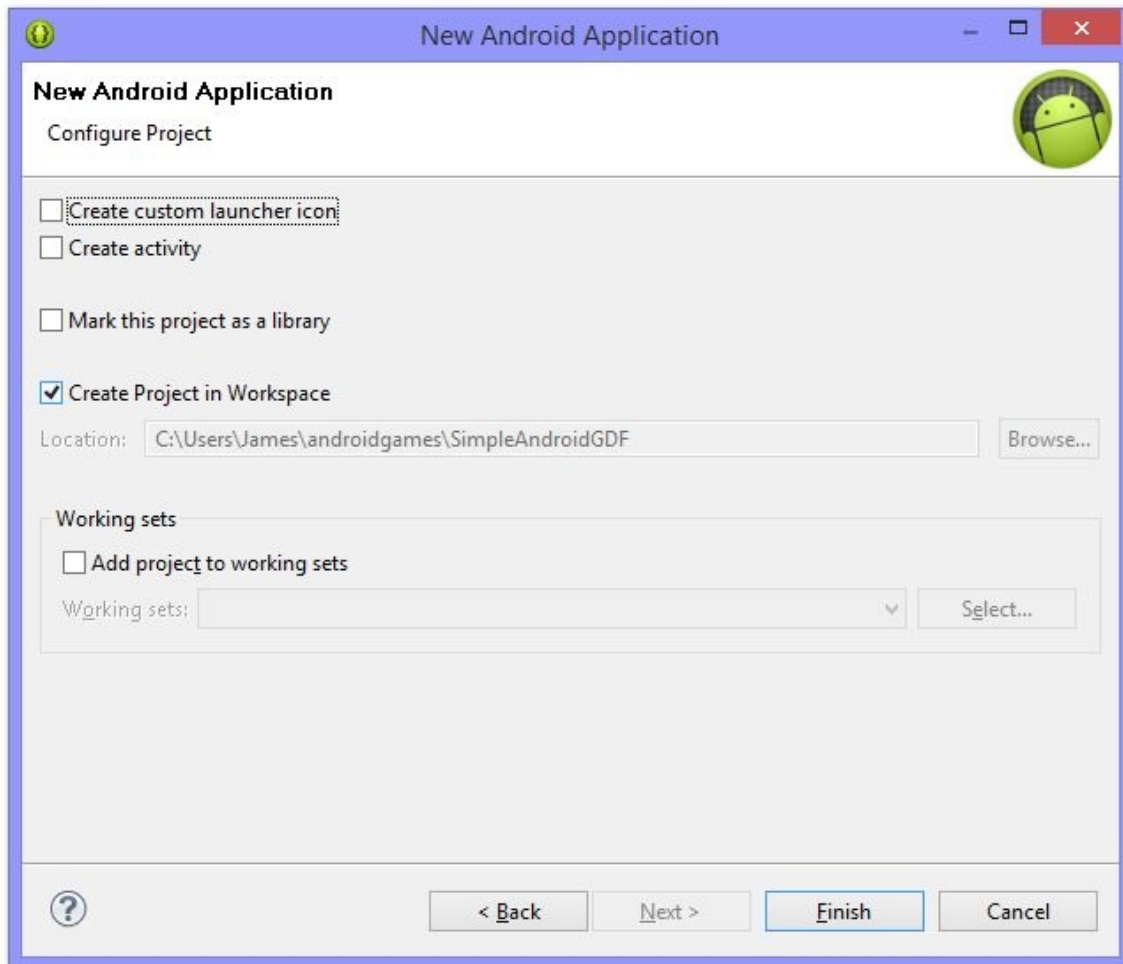 New Android Application
New Android Application
Configure Project
Create custom launcher icon
Create activity
Mark this project as a library
Create Project in Workspace
Location: C:\Users\James\androidgames\SimpleAndroidGDF Browse...
Working sets
Add project to working sets
Working sets: Select...
? < Back Next > Finish Cancel